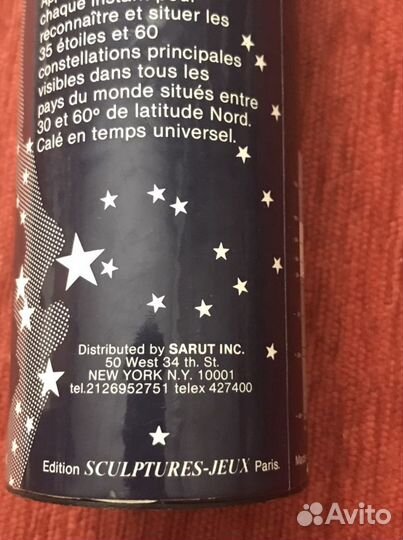 chaque instant pour
reconnaître et situer les
35 étoiles et 60
constellations principales
visibles dans tous les
pays du monde situés entre
30 et 60º de latitude Nord.
Calé en temps universel.
Distributed by SARUT INC.
50 West 34 th. St.
NEW YORK N.Y. 10001
tel.2126952751 telex 427400
Edition SCULPTURES-JEUX Paris.
Avito